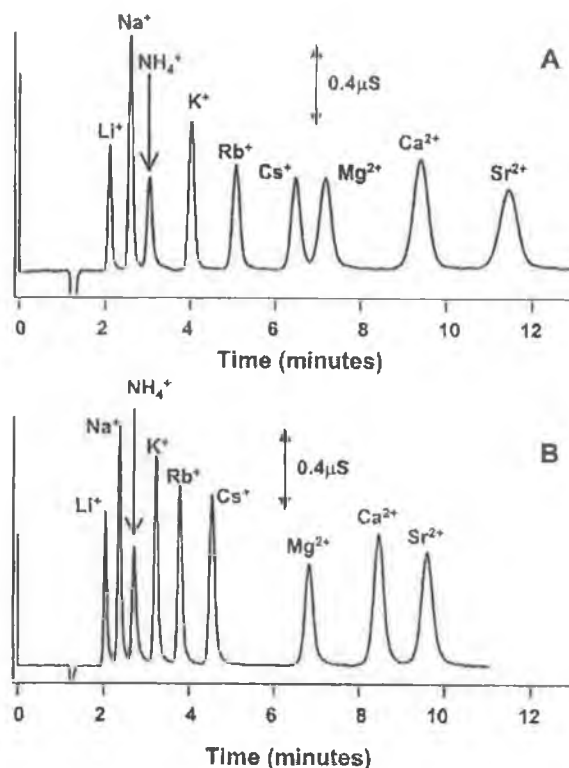 Na⁺
A
NH₄⁺
0.4µS
K⁺
Li⁺
Ca²⁺
Rb⁺
Cs⁺ Mg²⁺
Sr²⁺
0 2 4 6 8 10 12
Time (minutes)
NH₄⁺
Na⁺
K⁺
0.4µS
B
Rb⁺
Li⁺
Cs⁺
Ca²⁺
Mg²⁺
Sr²⁺
0 2 4 6 8 10 12
Time (minutes)